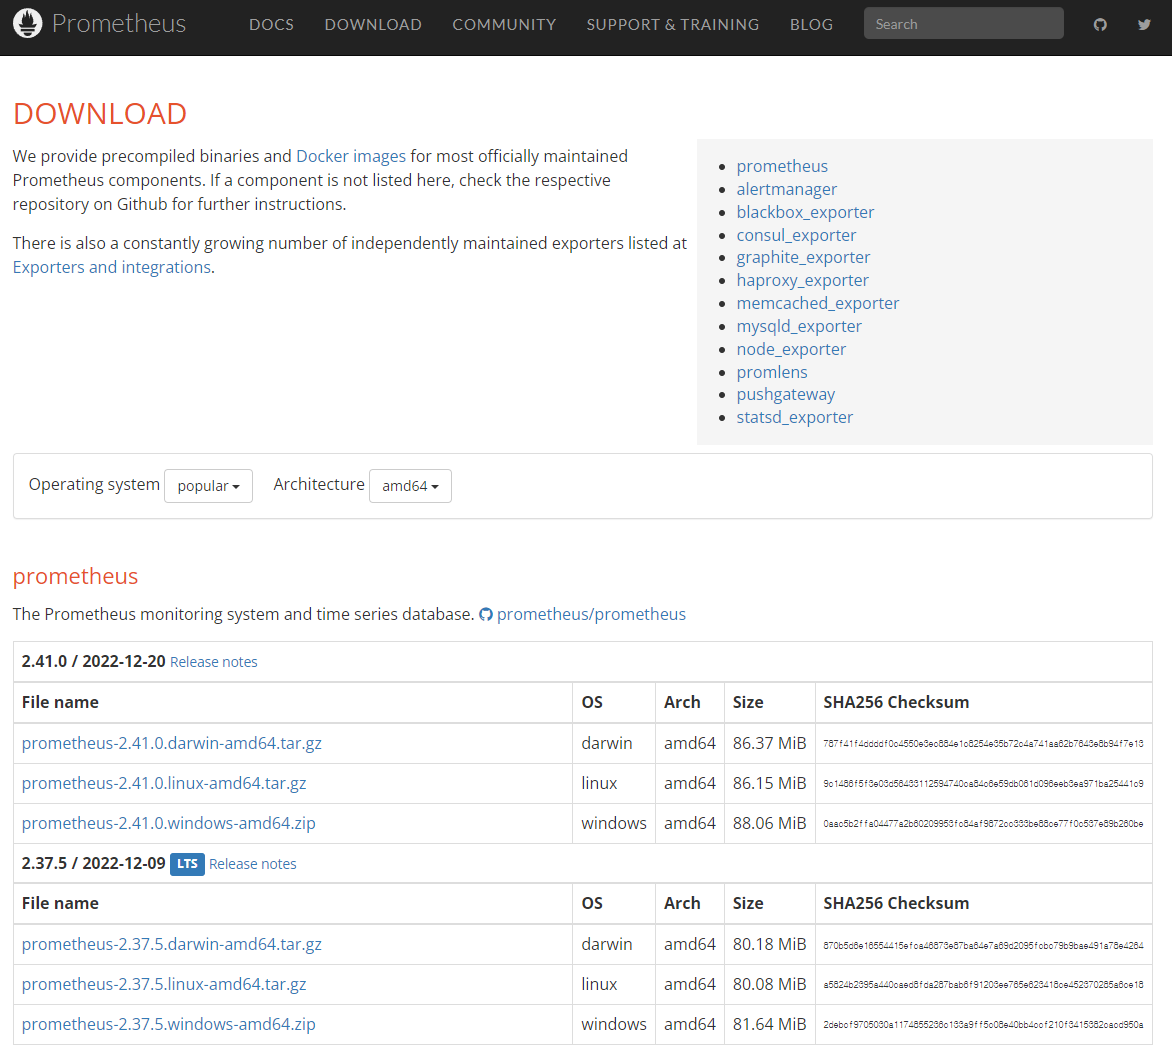 Prometheus DOCS DOWNLOAD COMMUNITY SUPPORT & TRAINING BLOG Search
DOWNLOAD
We provide precompiled binaries and Docker images for most officially maintained
Prometheus components. If a component is not listed here, check the respective
repository on Github for further instructions.
There is also a constantly growing number of independently maintained exporters listed at
Exporters and integrations.
prometheus
alertmanager
blackbox_exporter
consul_exporter
graphite_exporter
haproxy_exporter
memcached_exporter
mysqld_exporter
node_exporter
promlens
pushgateway
statsd_exporter
Operating system popular Architecture amd64
prometheus
The Prometheus monitoring system and time series database. prometheus/prometheus
2.41.0 / 2022-12-20 Release notes
File name OS Arch Size SHA256 Checksum
prometheus-2.41.0.darwin-amd64.tar.gz darwin amd64 86.37 MiB
prometheus-2.41.0.linux-amd64.tar.gz linux amd64 86.15 MiB
prometheus-2.41.0.windows-amd64.zip windows amd64 88.06 MiB
2.37.5 / 2022-12-09 LTS Release notes
File name OS Arch Size SHA256 Checksum
prometheus-2.37.5.darwin-amd64.tar.gz darwin amd64 80.18 MiB
prometheus-2.37.5.linux-amd64.tar.gz linux amd64 80.08 MiB
prometheus-2.37.5.windows-amd64.zip windows amd64 81.64 MiB